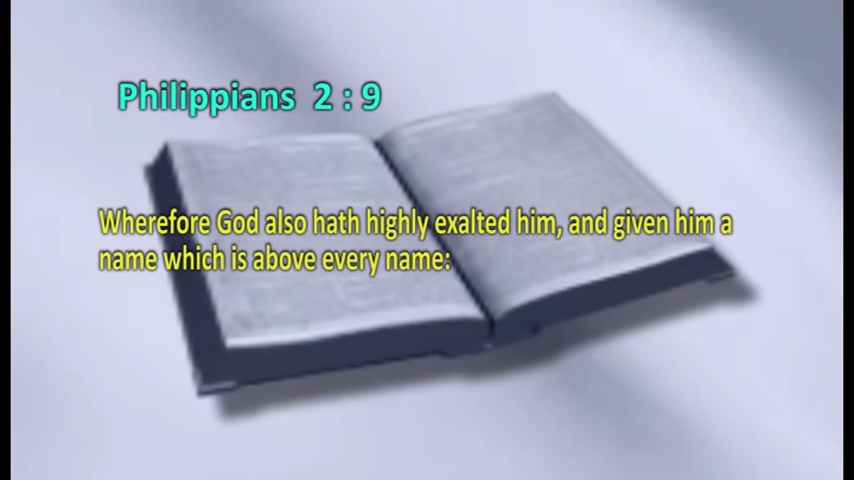 Philippians 2 : 9
Wherefore God also hath highly exalted him, and given him a
name which is above every name: